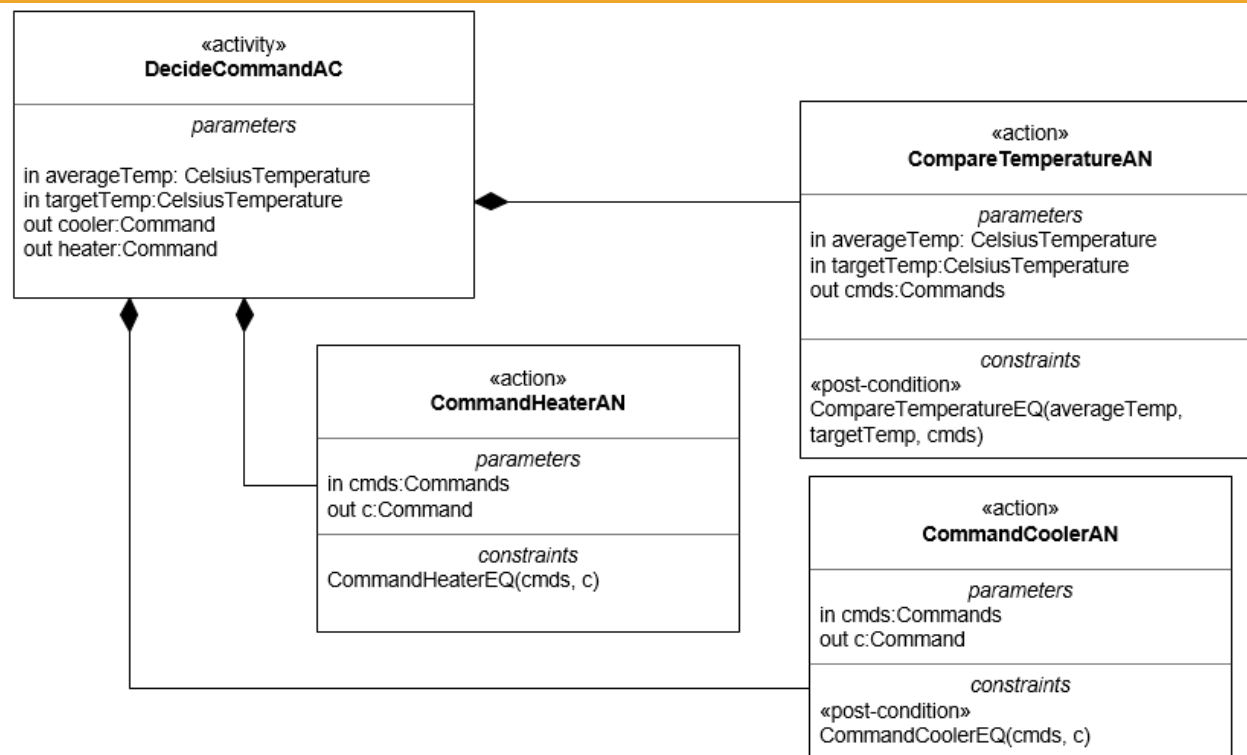 «activity»
DecideCommandAC
parameters
in averageTemp: CelsiusTemperature
in targetTemp:CelsiusTemperature
out cooler:Command
out heater:Command
«action»
CompareTemperatureAN
parameters
in averageTemp: CelsiusTemperature
in targetTemp:CelsiusTemperature
out cmds:Commands
constraints
«post-condition»
CompareTemperatureEQ(averageTemp,
targetTemp, cmds)
«action»
CommandHeaterAN
parameters
in cmds:Commands
out c:Command
constraints
CommandHeaterEQ(cmds, c)
«action»
CommandCoolerAN
parameters
in cmds:Commands
out c:Command
constraints
«post-condition»
CommandCoolerEQ(cmds, c)